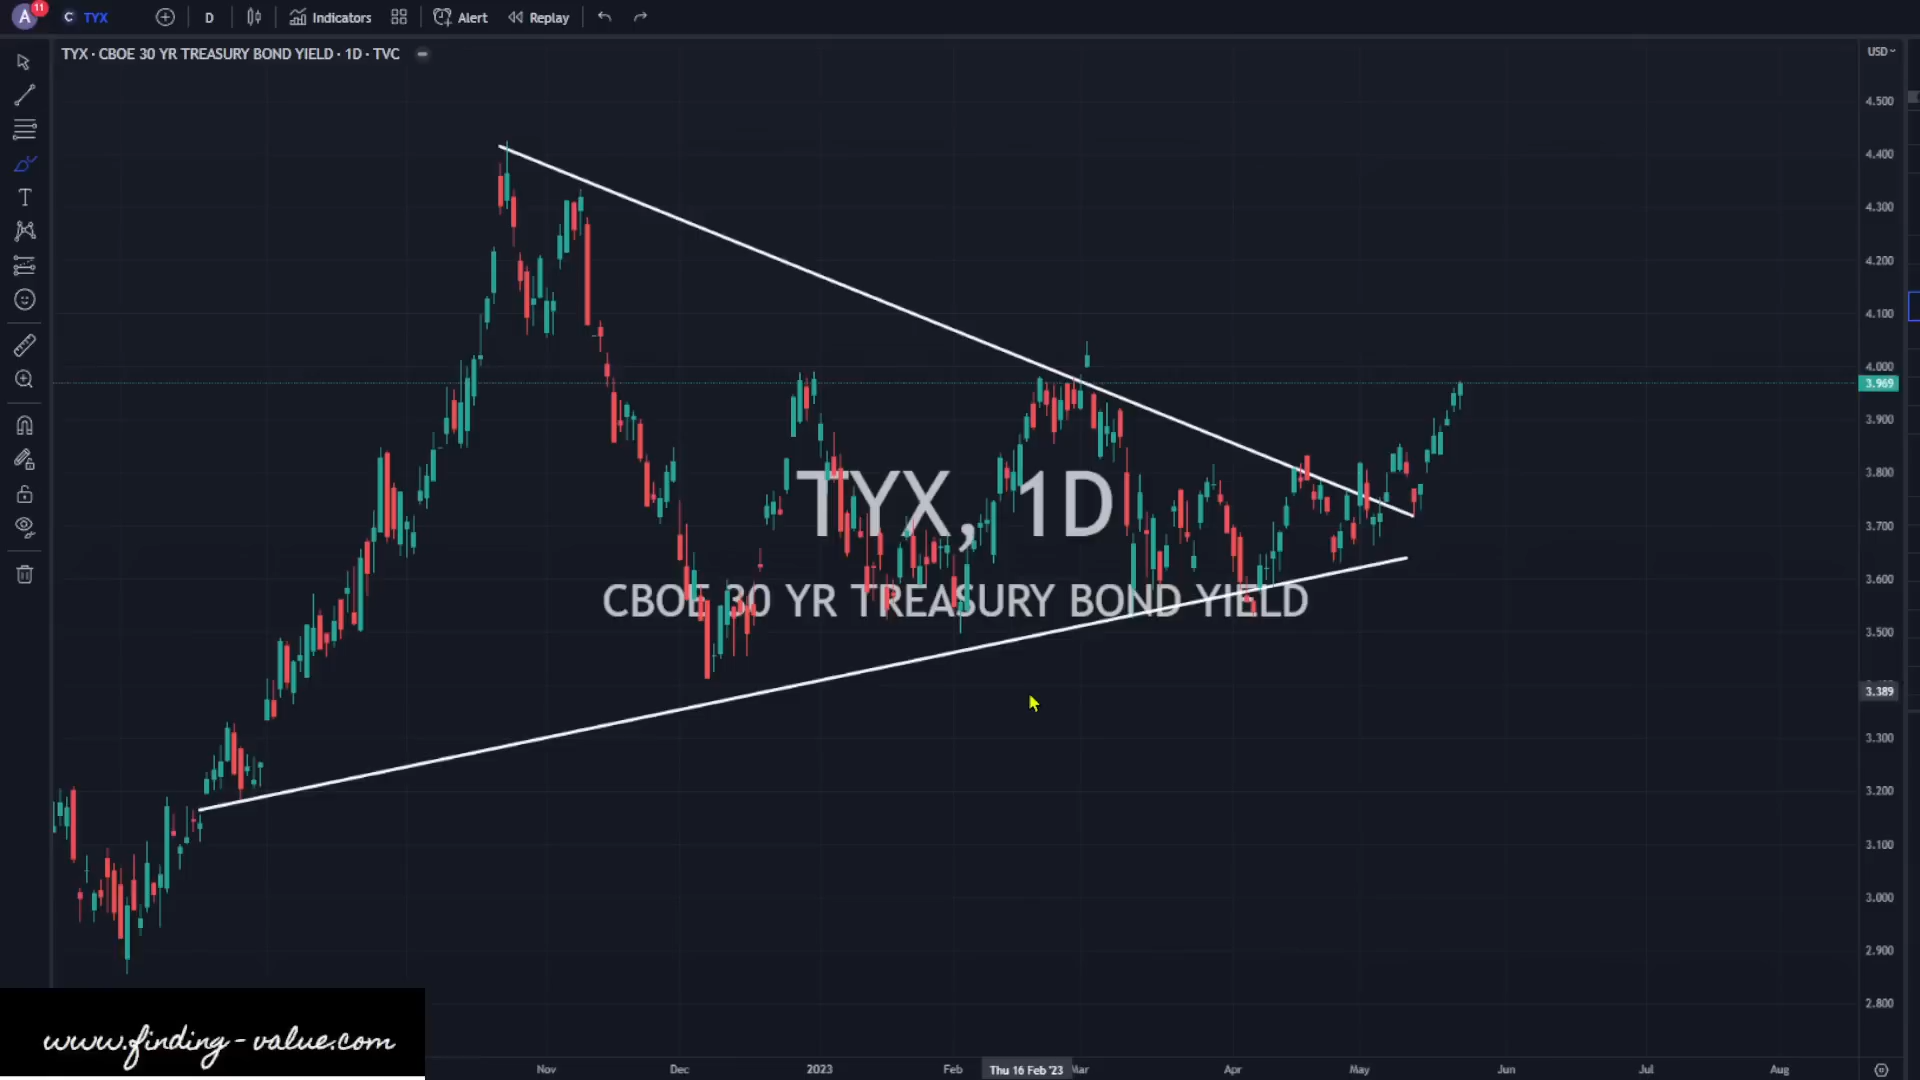 A 11 C TYX D Indicators Alert Replay
TYX · CBOE 30 YR TREASURY BOND YIELD · 1D · TVC
USD
4.500
4.400
4.300
4.200
4.100
4.000
3.969
3.900
3.800
3.700
3.600
3.500
3.389
3.300
3.200
3.100
3.000
2.900
2.800
TYX, 1D
CBOE 30 YR TREASURY BOND YIELD
www.finding-value.com
Nov Dec 2023 Feb Thu 16 Feb '23 Mar Apr May Jun Jul Aug